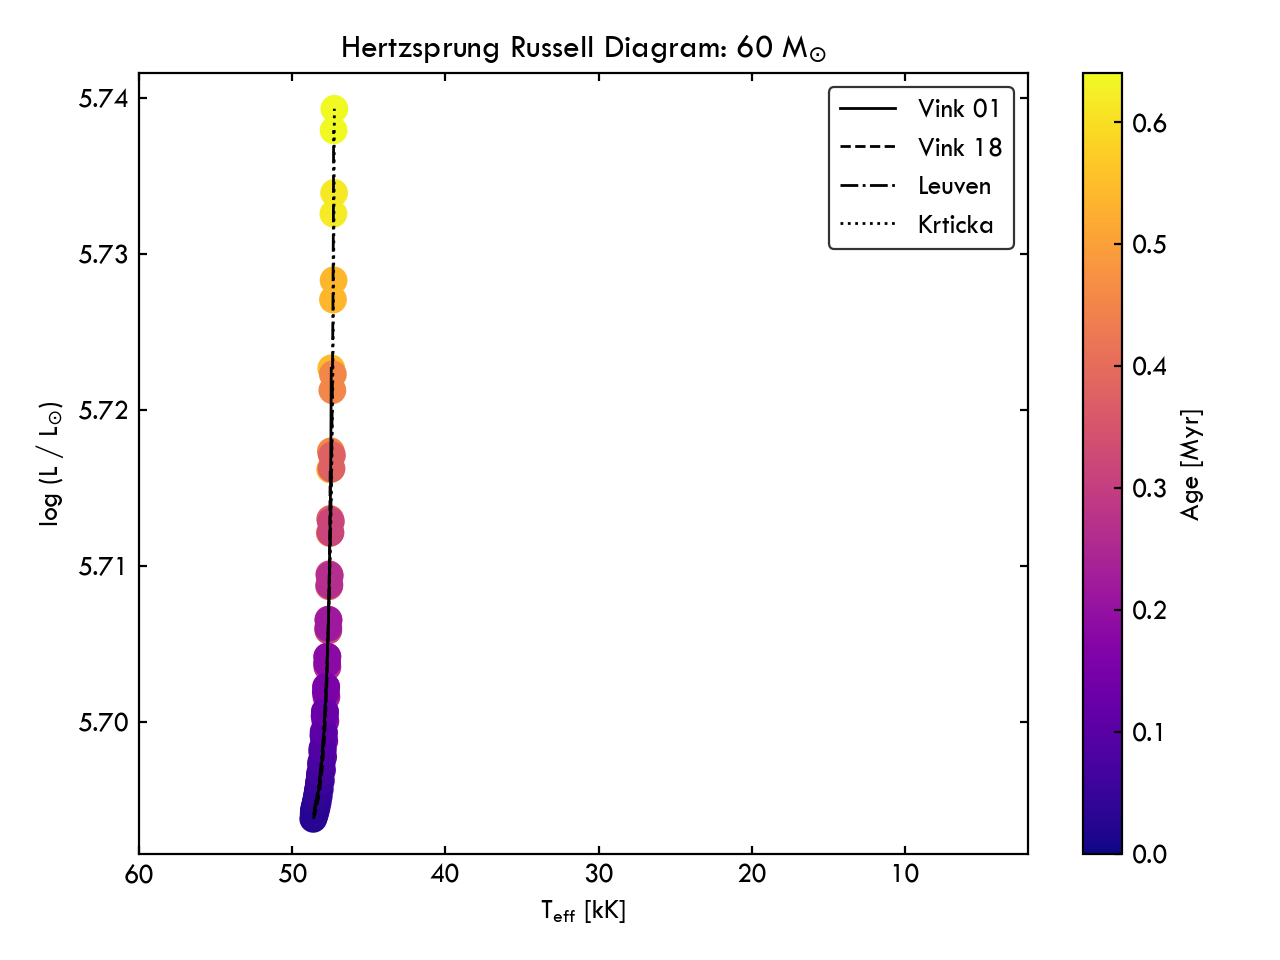 Hertzsprung Russell Diagram: 60 M⊙
5.74
5.73
5.72
5.71
5.70
log (L / L⊙)
60
50
40
30
20
10
Teff [kK]
Vink 01
Vink 18
Leuven
Krticka
0.6
0.5
0.4
0.3
0.2
0.1
0.0
Age [Myr]